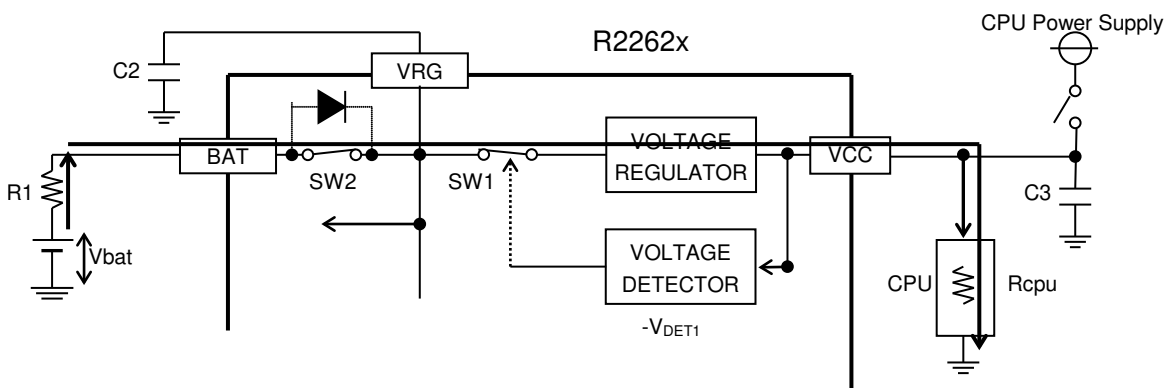 CPU Power Supply
R2262x
C2
VRG
BAT
VOLTAGE
REGULATOR
VCC
R1
SW2
SW1
C3
Vbat
VOLTAGE
DETECTOR
CPU
Rcpu
-VDET1